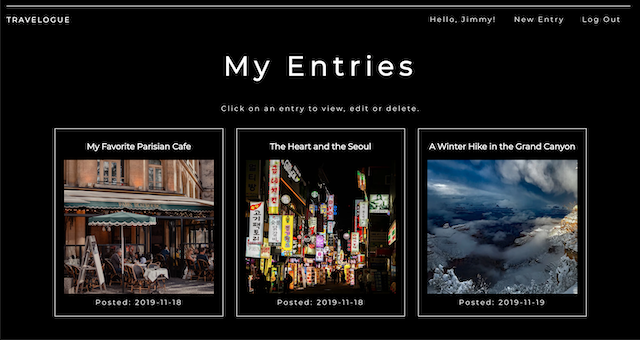 TRAVELOGUE
Hello, Jimmy! New Entry Log Out
My Entries
Click on an entry to view, edit or delete.
My Favorite Parisian Cafe
The Heart and the Seoul
A Winter Hike in the Grand Canyon
Posted: 2019-11-18
Posted: 2019-11-18
Posted: 2019-11-19